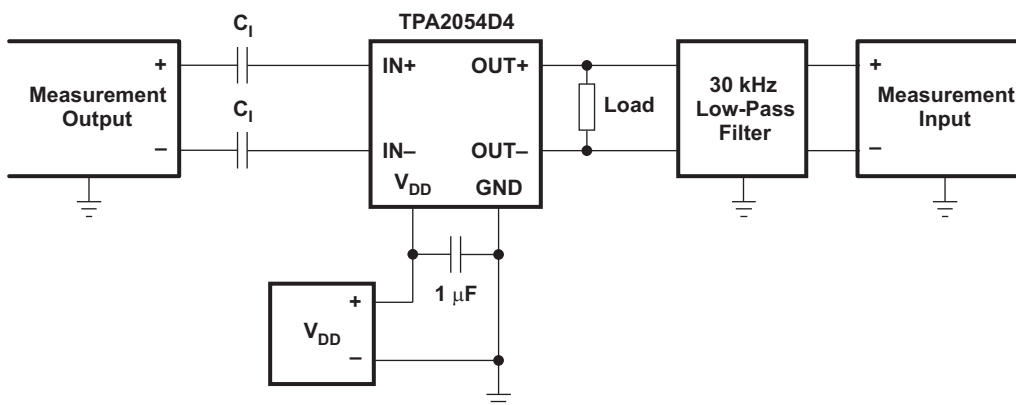 TPA2054D4
C_I
+
Measurement
Output
–
C_I
IN+
OUT+
IN–
OUT–
V_DD
GND
Load
30 kHz
Low-Pass
Filter
+
Measurement
Input
–
1 μF
+
V_DD
–